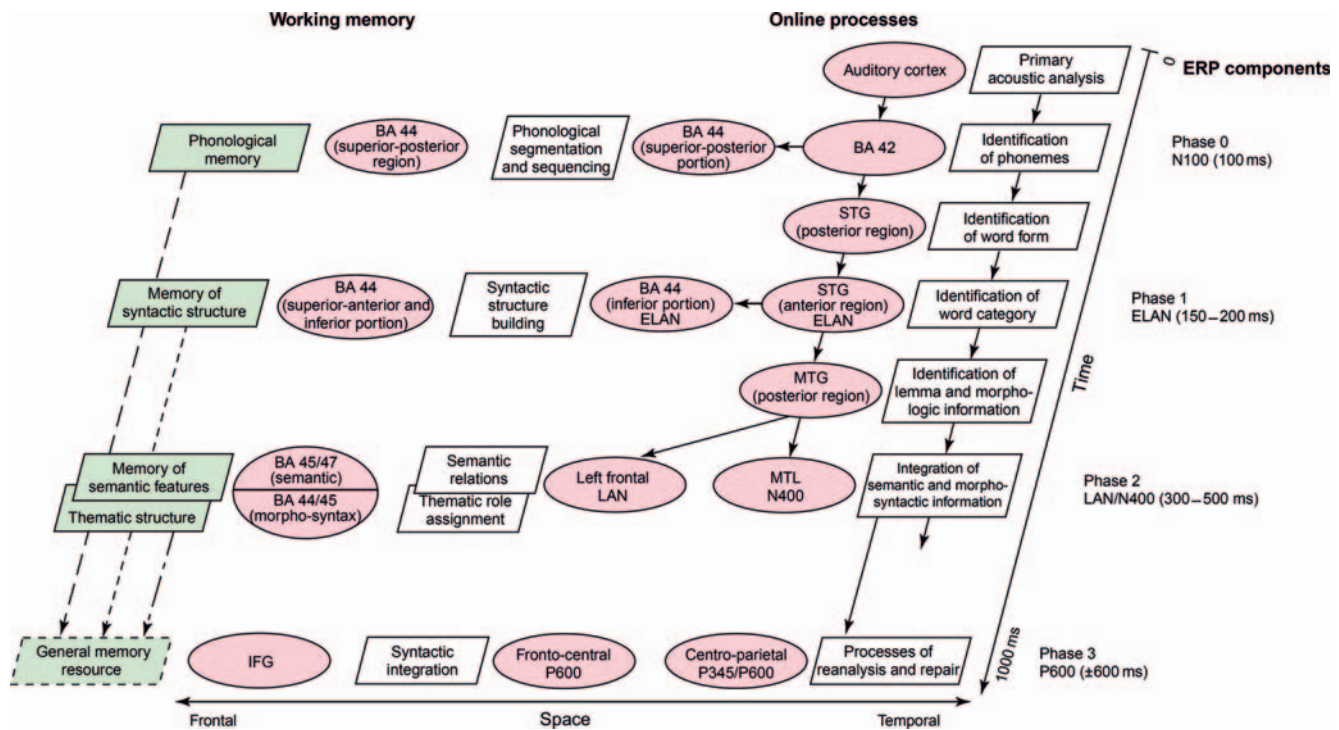 Working memory
Online processes
Auditory cortex
Primary
acoustic analysis
0
ERP components
Phonological
memory
BA 44
(superior-posterior
region)
Phonological
segmentation
and sequencing
BA 44
(superior-posterior
portion)
BA 42
Identification
of phonemes
Phase 0
N100 (100 ms)
STG
(posterior region)
Identification
of word form
Memory of
syntactic structure
BA 44
(superior-anterior and
inferior portion)
Syntactic
structure
building
BA 44
(inferior portion)
ELAN
STG
(anterior region)
ELAN
Identification
of word category
Phase 1
ELAN (150–200 ms)
Time
MTG
(posterior region)
Identification of
lemma and morpho-
logic information
Memory of
semantic features
Thematic structure
BA 45/47
(semantic)
BA 44/45
(morpho-syntax)
Semantic
relations
Thematic role
assignment
Left frontal
LAN
MTL
N400
Integration of
semantic and morpho-
syntactic information
Phase 2
LAN/N400 (300–500 ms)
General memory
resource
IFG
Syntactic
integration
Fronto-central
P600
Centro-parietal
P345/P600
Processes of
reanalysis and repair
1000 ms
Phase 3
P600 (±600 ms)
Frontal
Space
Temporal